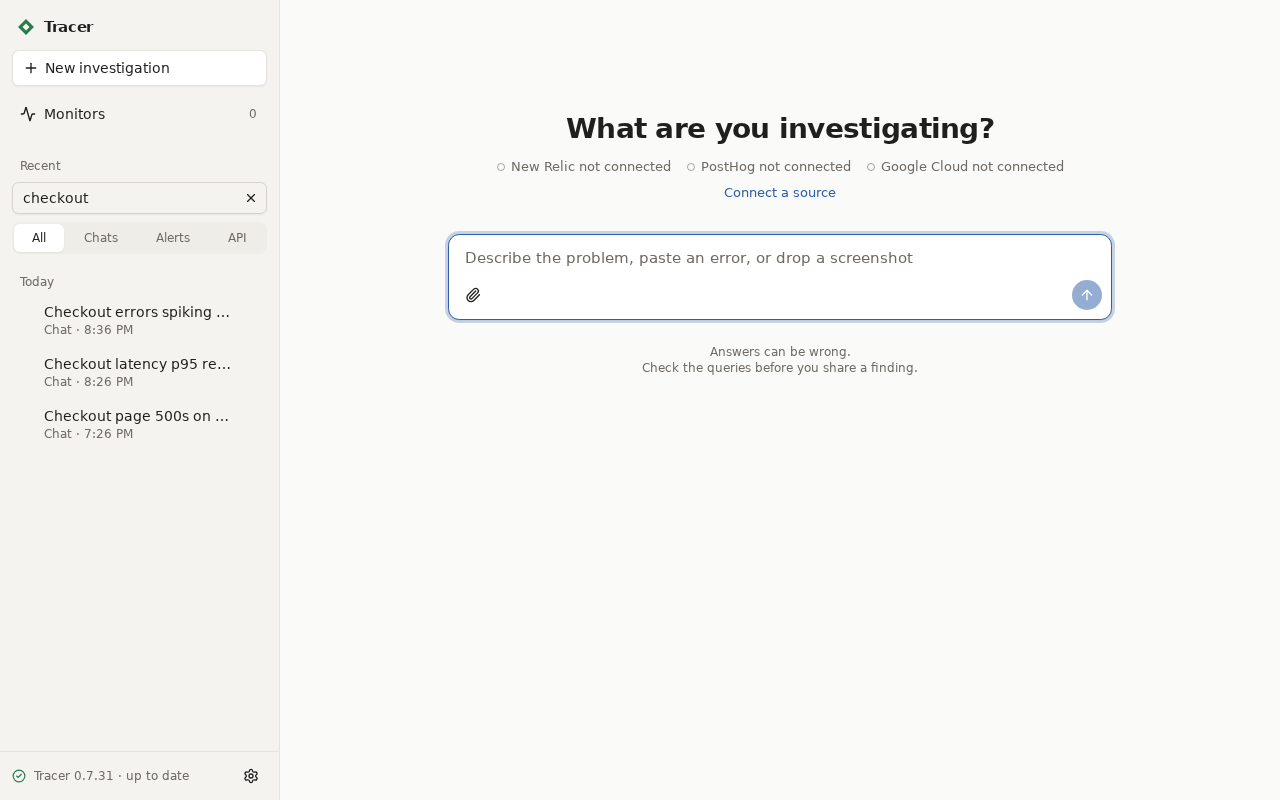 Tracer
New investigation
Monitors 0
Recent
checkout
All Chats Alerts API
Today
Checkout errors spiking …
Chat · 8:36 PM
Checkout latency p95 re…
Chat · 8:26 PM
Checkout page 500s on …
Chat · 7:26 PM
Tracer 0.7.31 · up to date
What are you investigating?
New Relic not connected PostHog not connected Google Cloud not connected
Connect a source
Describe the problem, paste an error, or drop a screenshot
Answers can be wrong.
Check the queries before you share a finding.